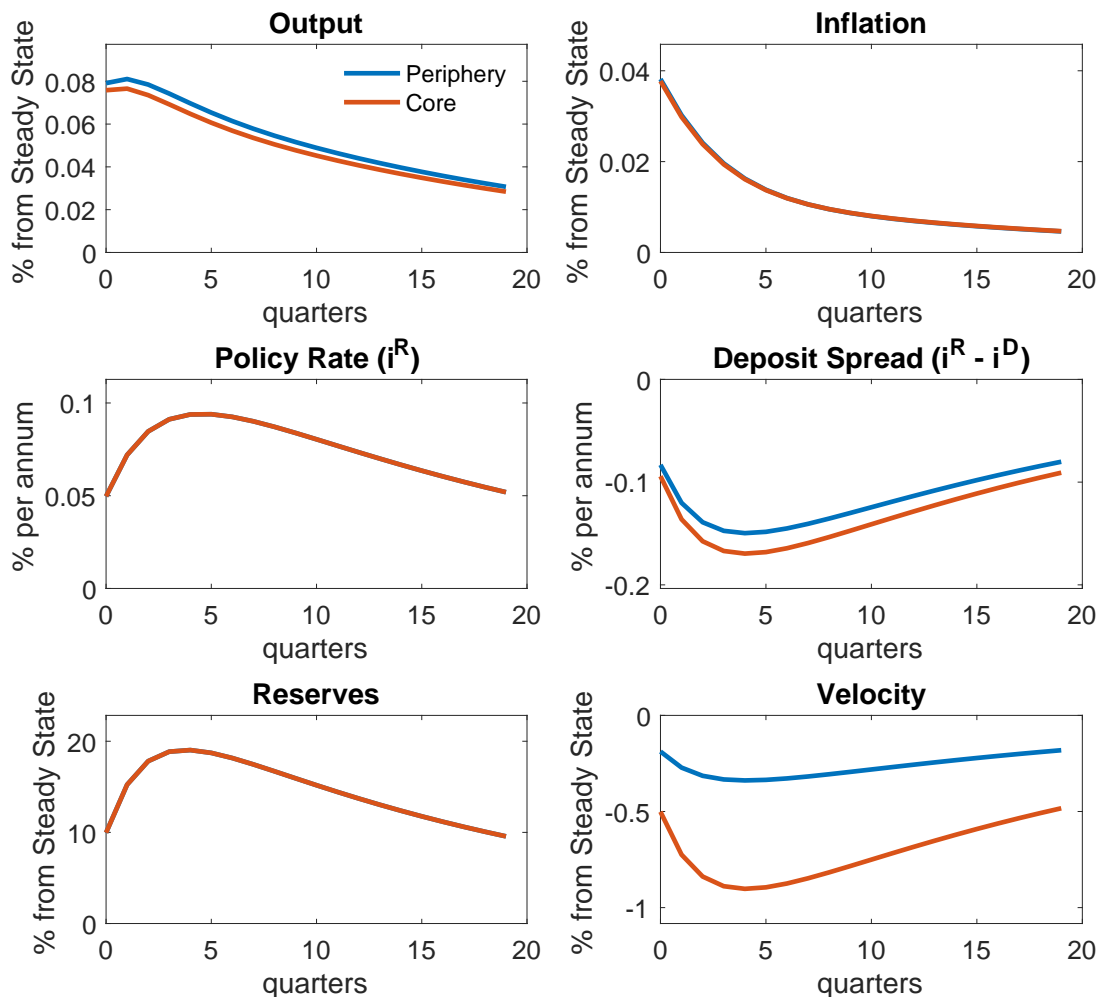 Output
% from Steady State
0.08
0.06
0.04
0.02
0
Periphery
Core
0 5 10 15 20
quarters
Inflation
% from Steady State
0.04
0.02
0
0 5 10 15 20
quarters
Policy Rate (i^R)
% per annum
0.1
0.05
0
0 5 10 15 20
quarters
Deposit Spread (i^R - i^D)
% per annum
0
-0.1
-0.2
0 5 10 15 20
quarters
Reserves
% from Steady State
20
10
0
0 5 10 15 20
quarters
Velocity
% from Steady State
0
-0.5
-1
0 5 10 15 20
quarters